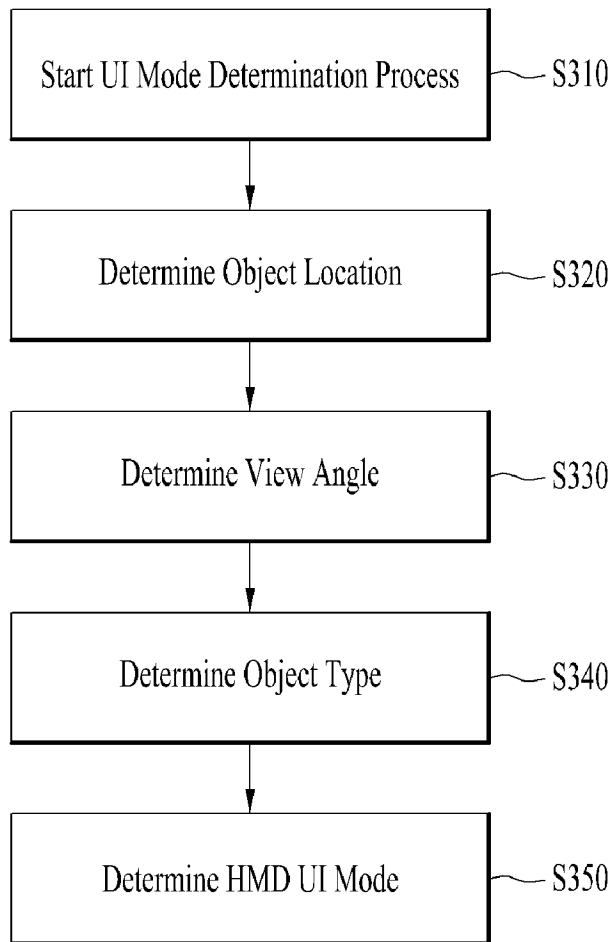 Start UI Mode Determination Process S310
Determine Object Location S320
Determine View Angle S330
Determine Object Type S340
Determine HMD UI Mode S350